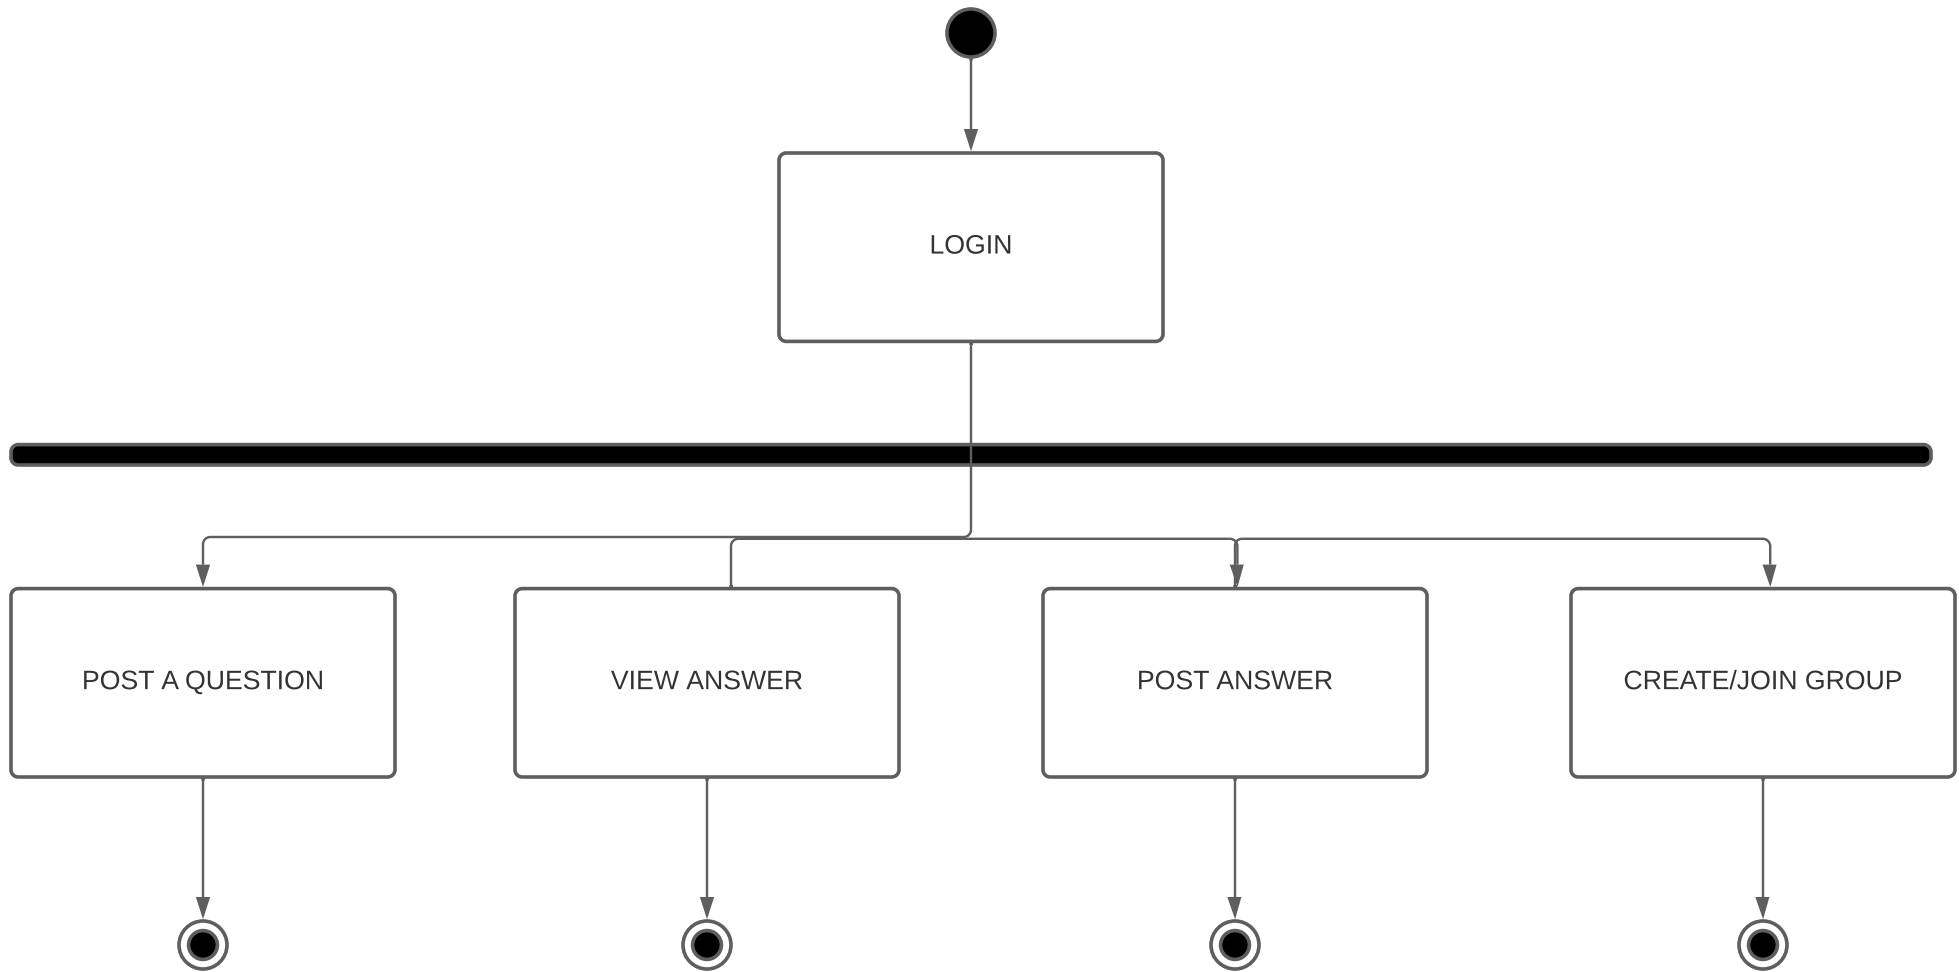 LOGIN
POST A QUESTION
VIEW ANSWER
POST ANSWER
CREATE/JOIN GROUP